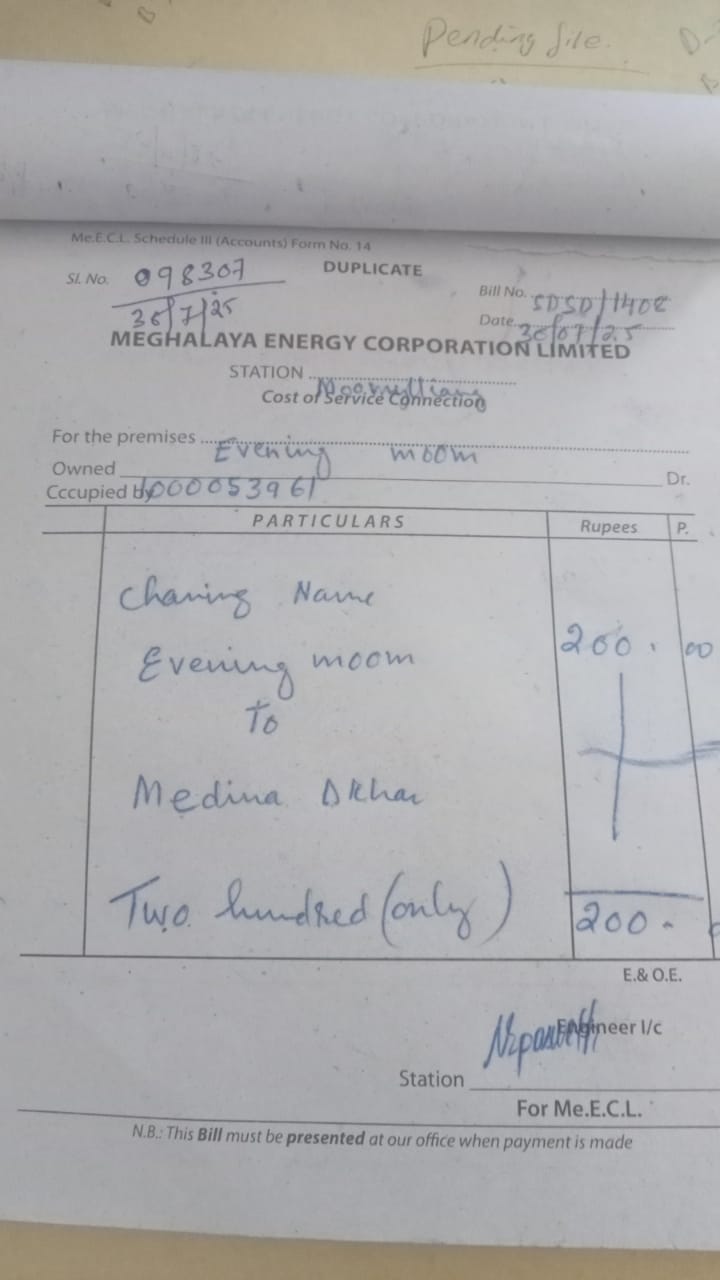 Pending file.
Me.E.C.L. Schedule III (Accounts) Form No. 14
Sl. No. 098307
DUPLICATE
30/7/25
Bill No. SDSD/1402
Date 30/07/25
MEGHALAYA ENERGY CORPORATION LIMITED
STATION
Cost of Service Connection
For the premises Evening moom
Owned Dr.
Cccupied by 1000053961
PARTICULARS Rupees P.
Chaning Name
Evening moom 200. 00
To
Medina Dkhar
Two hundred (only) 200.
E.& O.E.
Engineer I/c
Station
For Me.E.C.L.
N.B.: This Bill must be presented at our office when payment is made